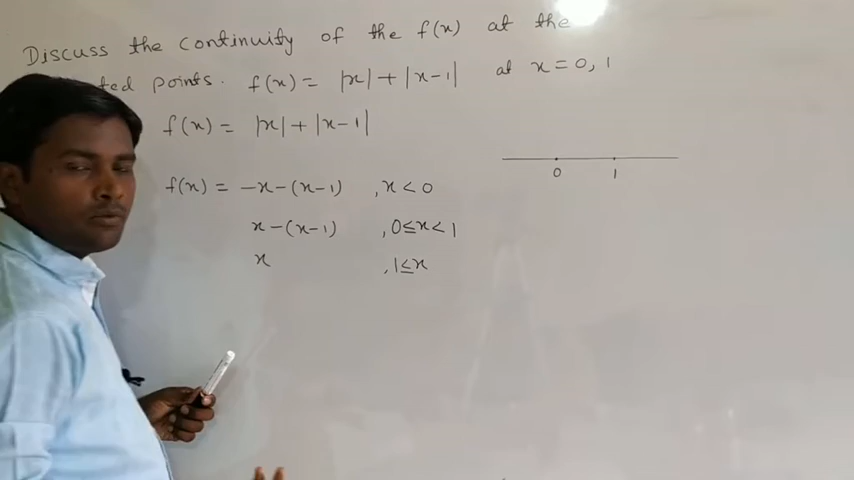 Discuss the continuity of the f(x) at the
ted points. f(x) = |x| + |x-1| at x = 0, 1
f(x) = |x| + |x-1|
f(x) = -x-(x-1) , x < 0
x-(x-1) , 0≤x< 1
x , 1≤x
0 1